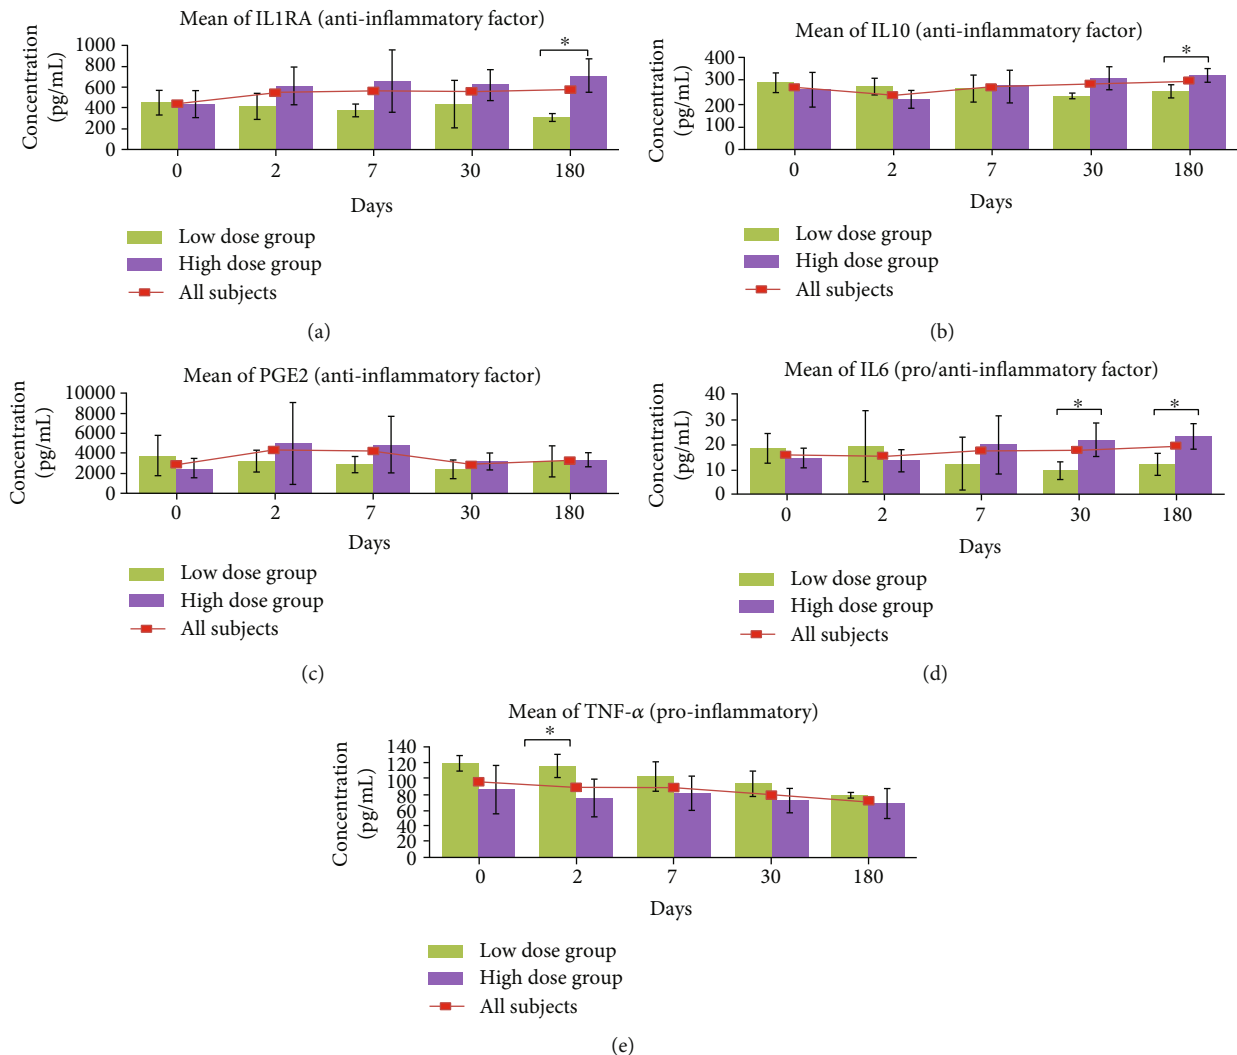 Mean of IL1RA (anti-inflammatory factor)
Concentration
(pg/mL)
1000
800
600
400
200
0
*
0 2 7 30 180
Days
Low dose group
High dose group
All subjects
(a)
Mean of IL10 (anti-inflammatory factor)
Concentration
(pg/mL)
400
300
200
100
0
*
0 2 7 30 180
Days
Low dose group
High dose group
All subjects
(b)
Mean of PGE2 (anti-inflammatory factor)
Concentration
(pg/mL)
10000
8000
6000
4000
2000
0
0 2 7 30 180
Days
Low dose group
High dose group
All subjects
(c)
Mean of IL6 (pro/anti-inflammatory factor)
Concentration
(pg/mL)
40
30
20
10
0
* *
0 2 7 30 180
Days
Low dose group
High dose group
All subjects
(d)
Mean of TNF-α (pro-inflammatory)
Concentration
(pg/mL)
140
120
100
80
60
40
20
0
*
0 2 7 30 180
Days
Low dose group
High dose group
All subjects
(e)